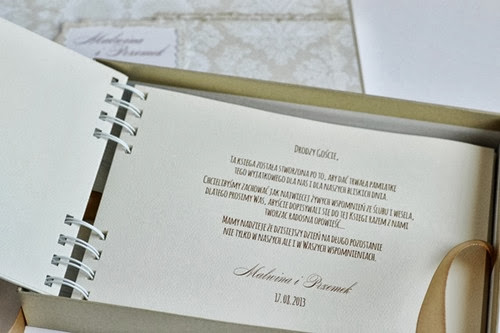 Malwina
i Przemek
Drodzy Goście,
Ta księga została stworzona po to, aby dać trwałą pamiątkę
tego wyjątkowego dla nas i dla naszych bliskich dnia.
Chcielibyśmy zachować jak najwięcej żywych wspomnień ze ślubu i wesela,
dlatego prosimy Was, abyście dopisywali się do tej Księgi razem z nami
tworząc radosną opowieść...
Mamy nadzieję że dzisiejszy dzień na długo pozostanie
nie tylko w naszych ale i w Waszych wspomnieniach.
Malwina i Przemek
17.08.2013